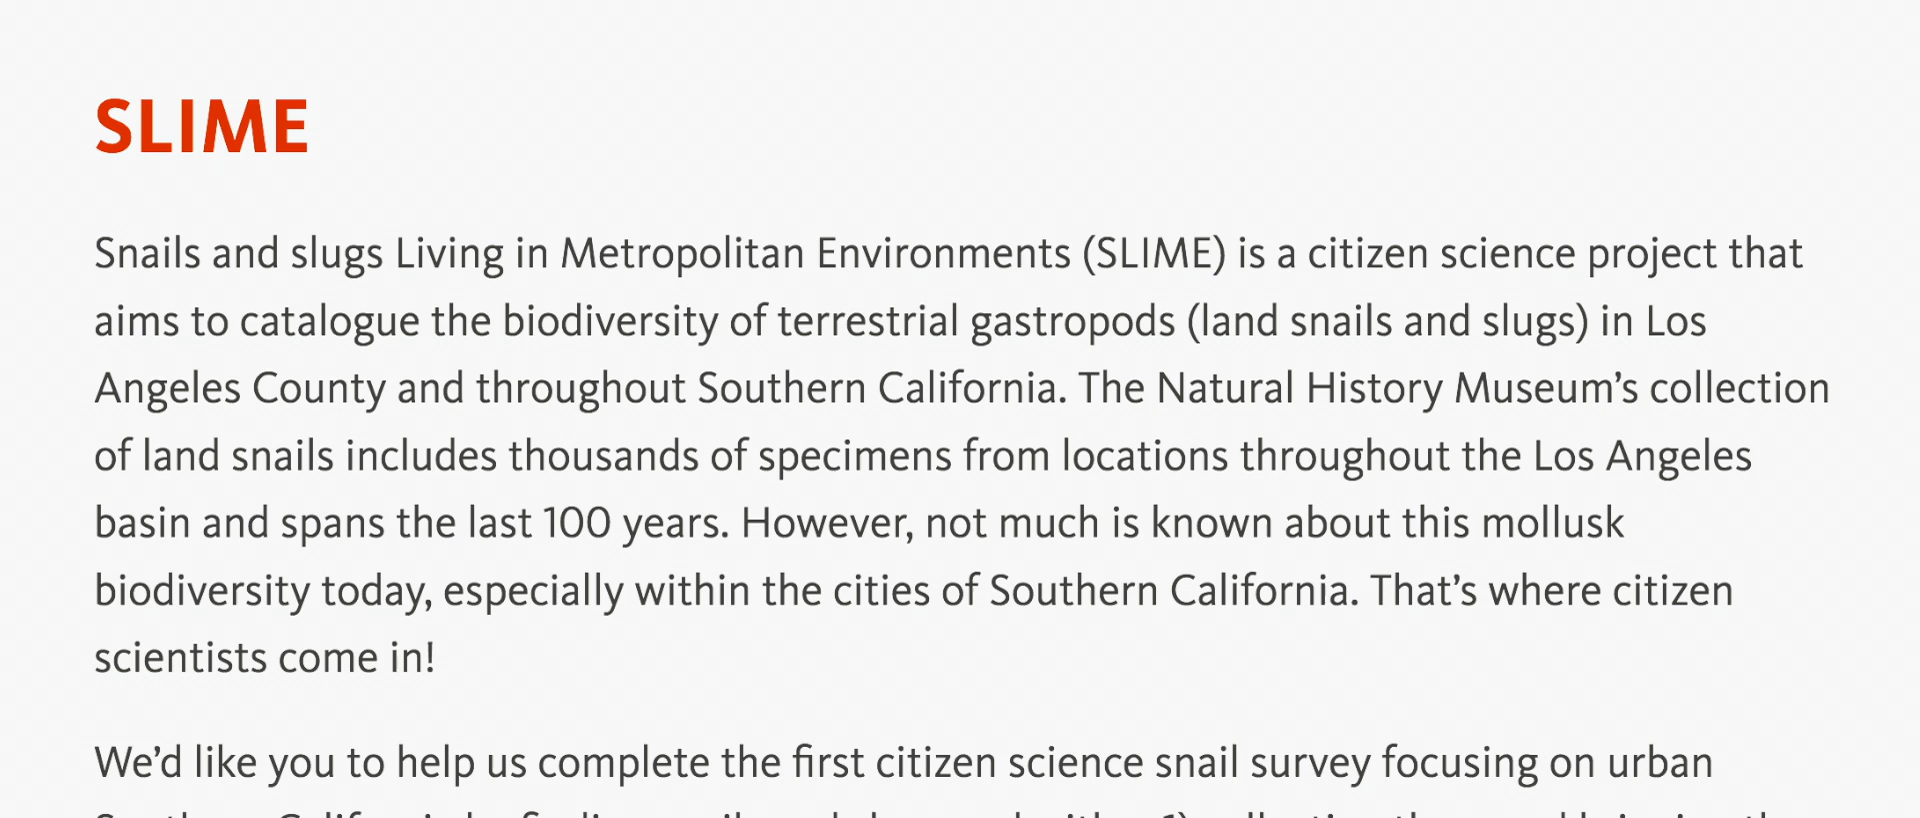 SLIME
Snails and slugs Living in Metropolitan Environments (SLIME) is a citizen science project that
aims to catalogue the biodiversity of terrestrial gastropods (land snails and slugs) in Los
Angeles County and throughout Southern California. The Natural History Museum’s collection
of land snails includes thousands of specimens from locations throughout the Los Angeles
basin and spans the last 100 years. However, not much is known about this mollusk
biodiversity today, especially within the cities of Southern California. That’s where citizen
scientists come in!
We’d like you to help us complete the first citizen science snail survey focusing on urban